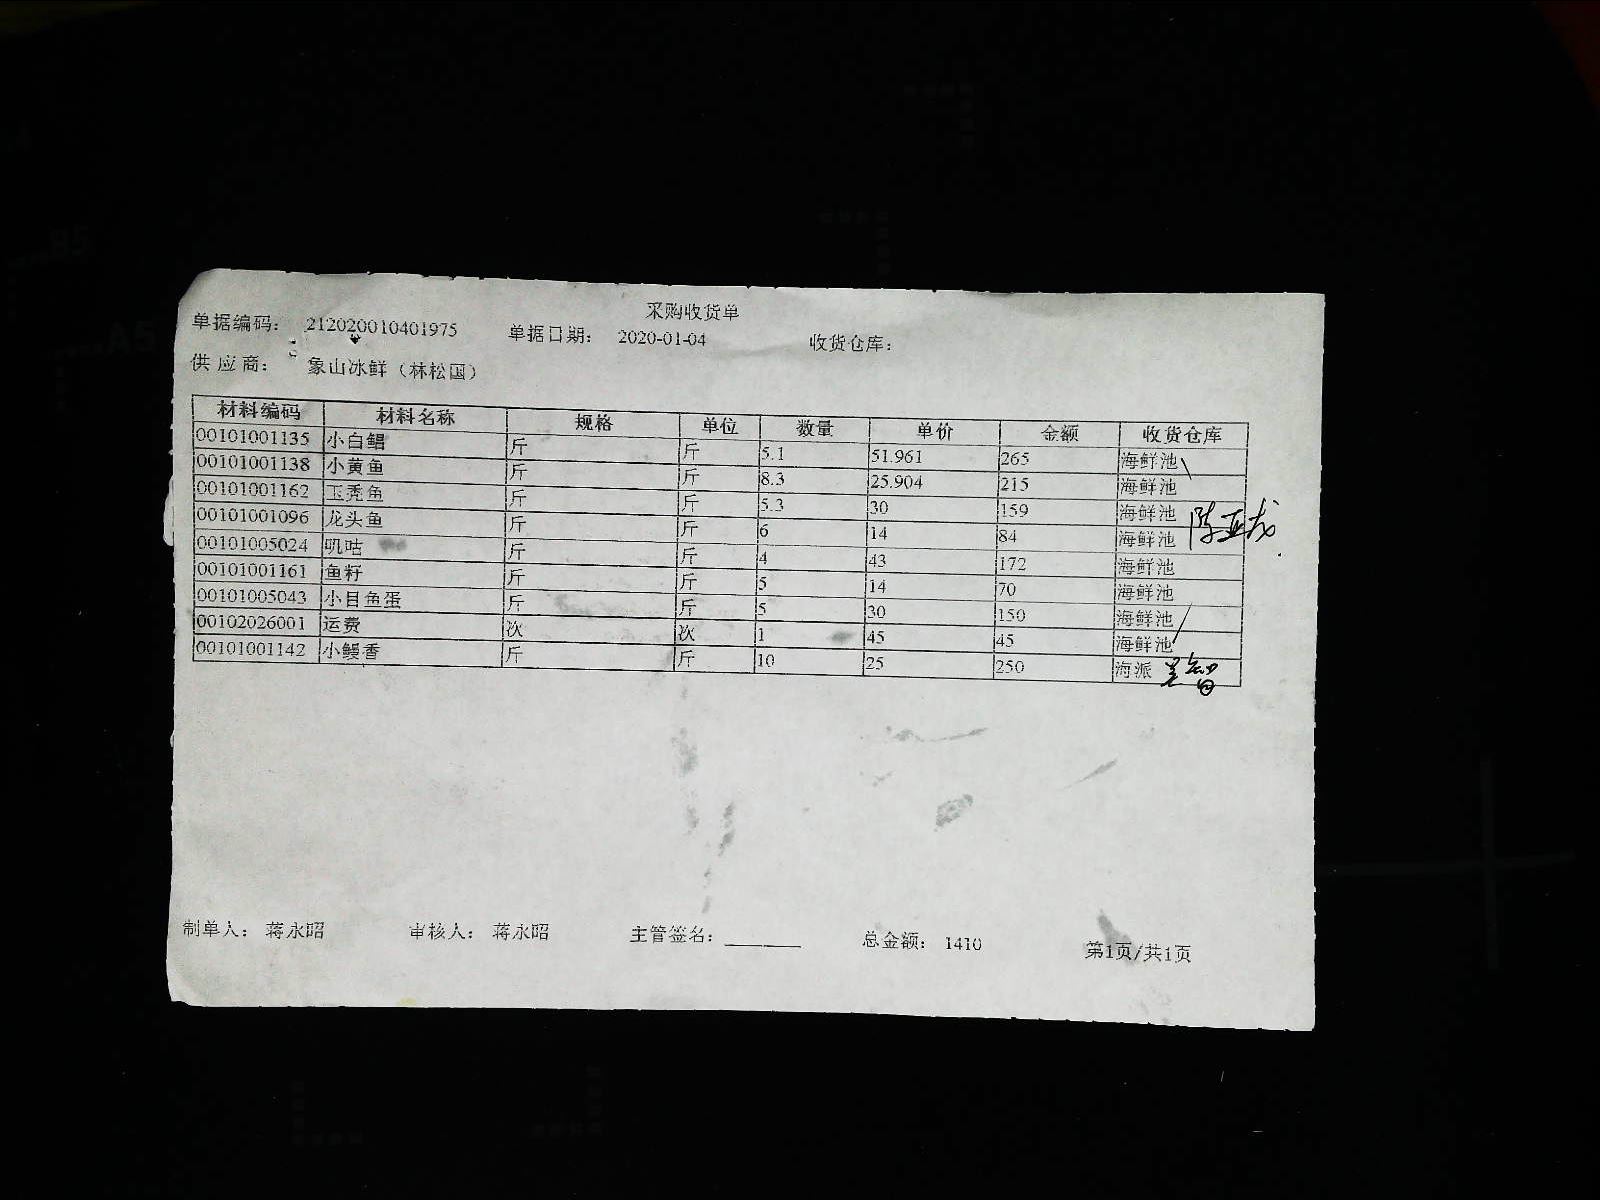 采购收货单
单据编码： 212020010401975 单据日期： 2020-01-04 收货仓库：
供应商： 象山冰鲜（林松国）
材料编码 材料名称 规格 单位 数量 单价 金额 收货仓库
00101001135 小白鲳 斤 斤 5.1 51.961 265 海鲜池
00101001138 小黄鱼 斤 斤 8.3 25.904 215 海鲜池
00101001162 玉秃鱼 斤 斤 5.3 30 159 海鲜池
00101001096 龙头鱼 斤 斤 6 14 84 海鲜池
陈亚龙
00101005024 叽咕 斤 斤 4 43 172 海鲜池
00101001161 鱼籽 斤 斤 5 14 70 海鲜池
00101005043 小目鱼蛋 斤 斤 5 30 150 海鲜池
00102026001 运费 次 次 1 45 45 海鲜池
00101001142 小鳗香 斤 斤 10 25 250 海派
制单人： 蒋永昭 审核人： 蒋永昭 主管签名： 总金额： 1410 第1页/共1页
A5
B5